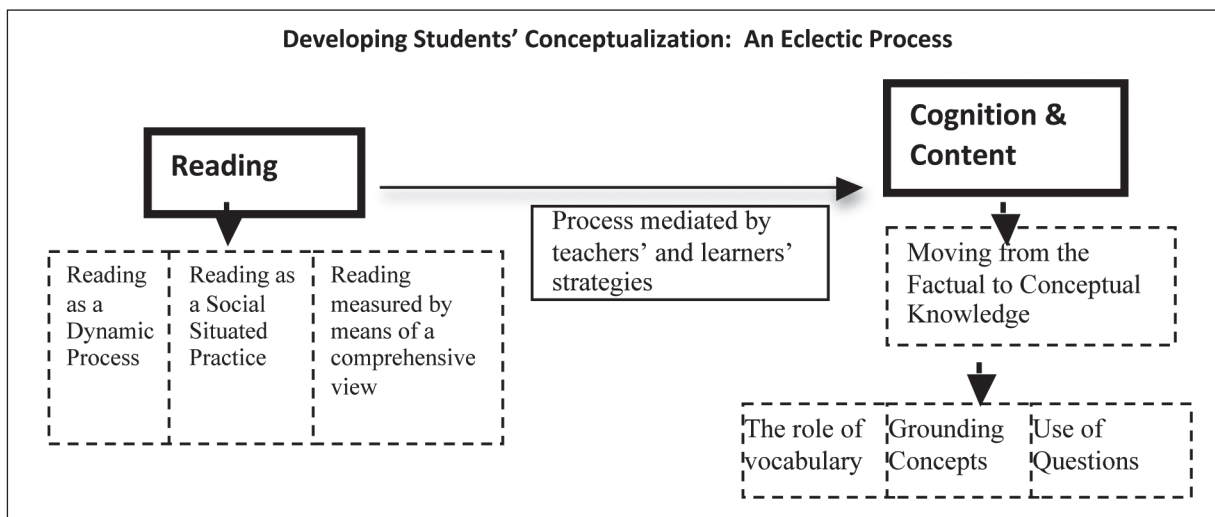 Developing Students’ Conceptualization: An Eclectic Process
Reading
Cognition &
Content
Process mediated by
teachers’ and learners’
strategies
Reading
as a
Dynamic
Process
Reading as
a Social
Situated
Practice
Reading
measured by
means of a
comprehensive
view
Moving from the
Factual to Conceptual
Knowledge
The role of
vocabulary
Grounding
Concepts
Use of
Questions